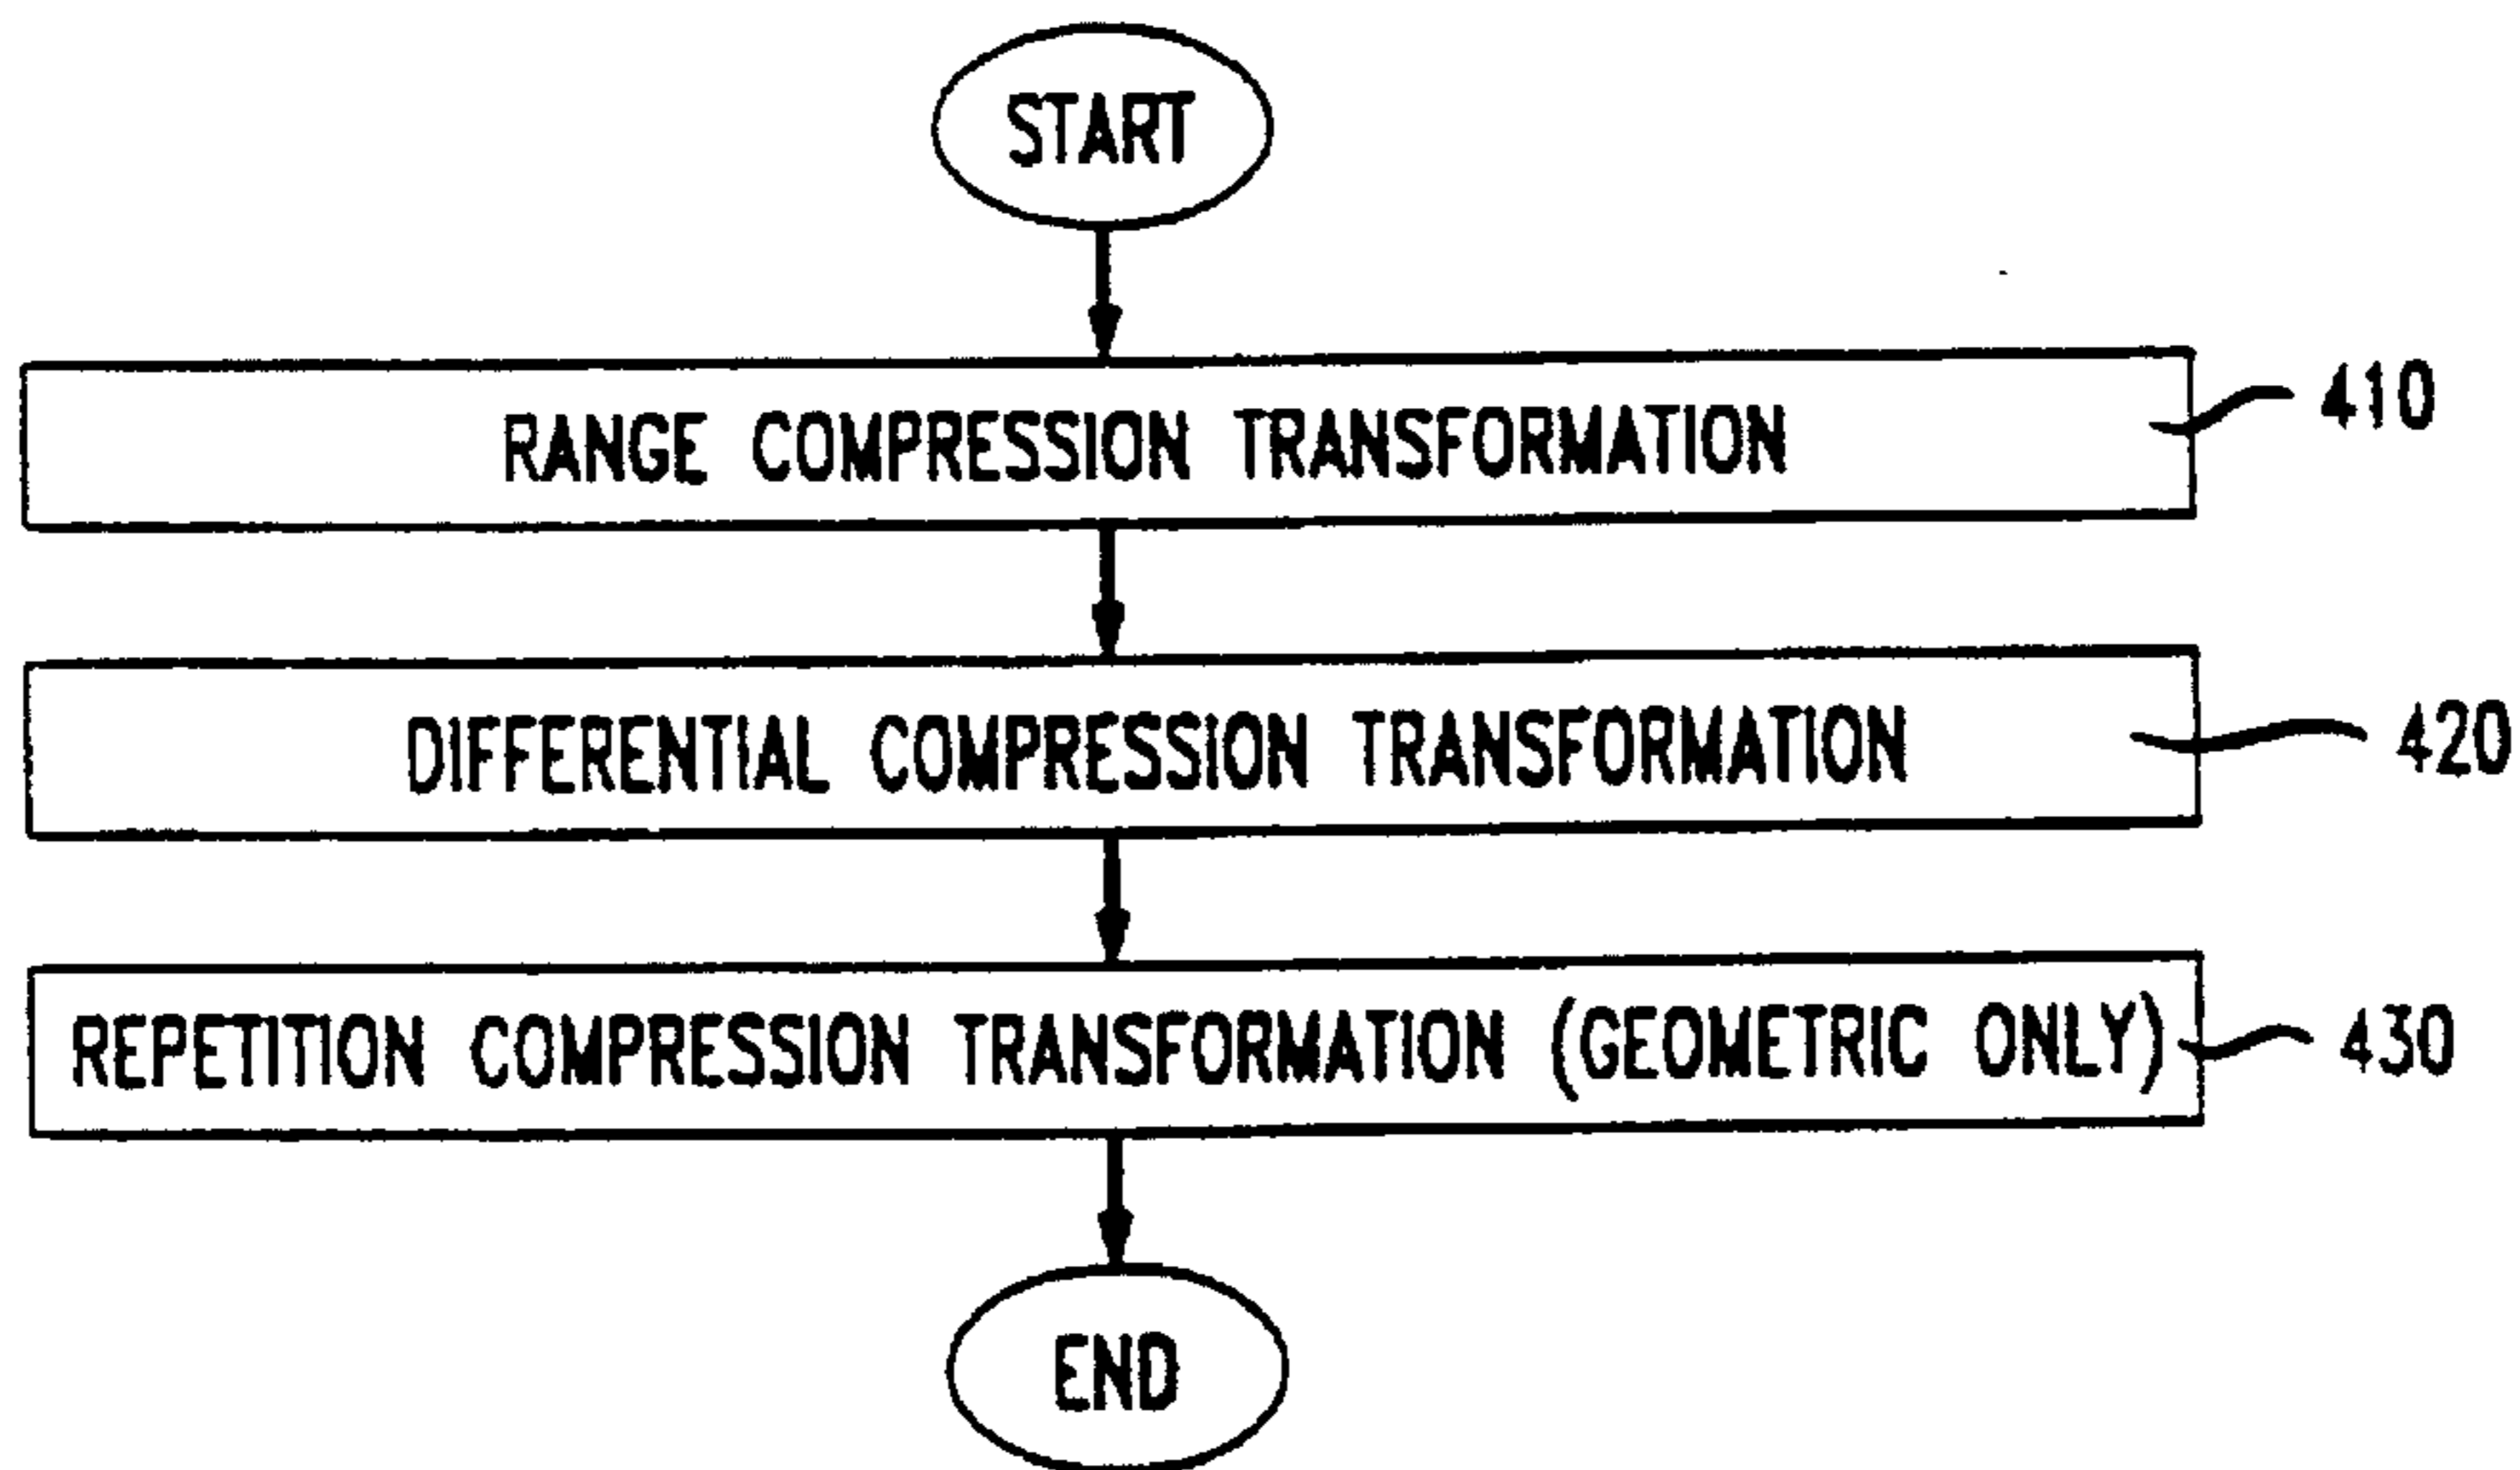 START
RANGE COMPRESSION TRANSFORMATION
410
DIFFERENTIAL COMPRESSION TRANSFORMATION
420
REPETITION COMPRESSION TRANSFORMATION (GEOMETRIC ONLY)
430
END